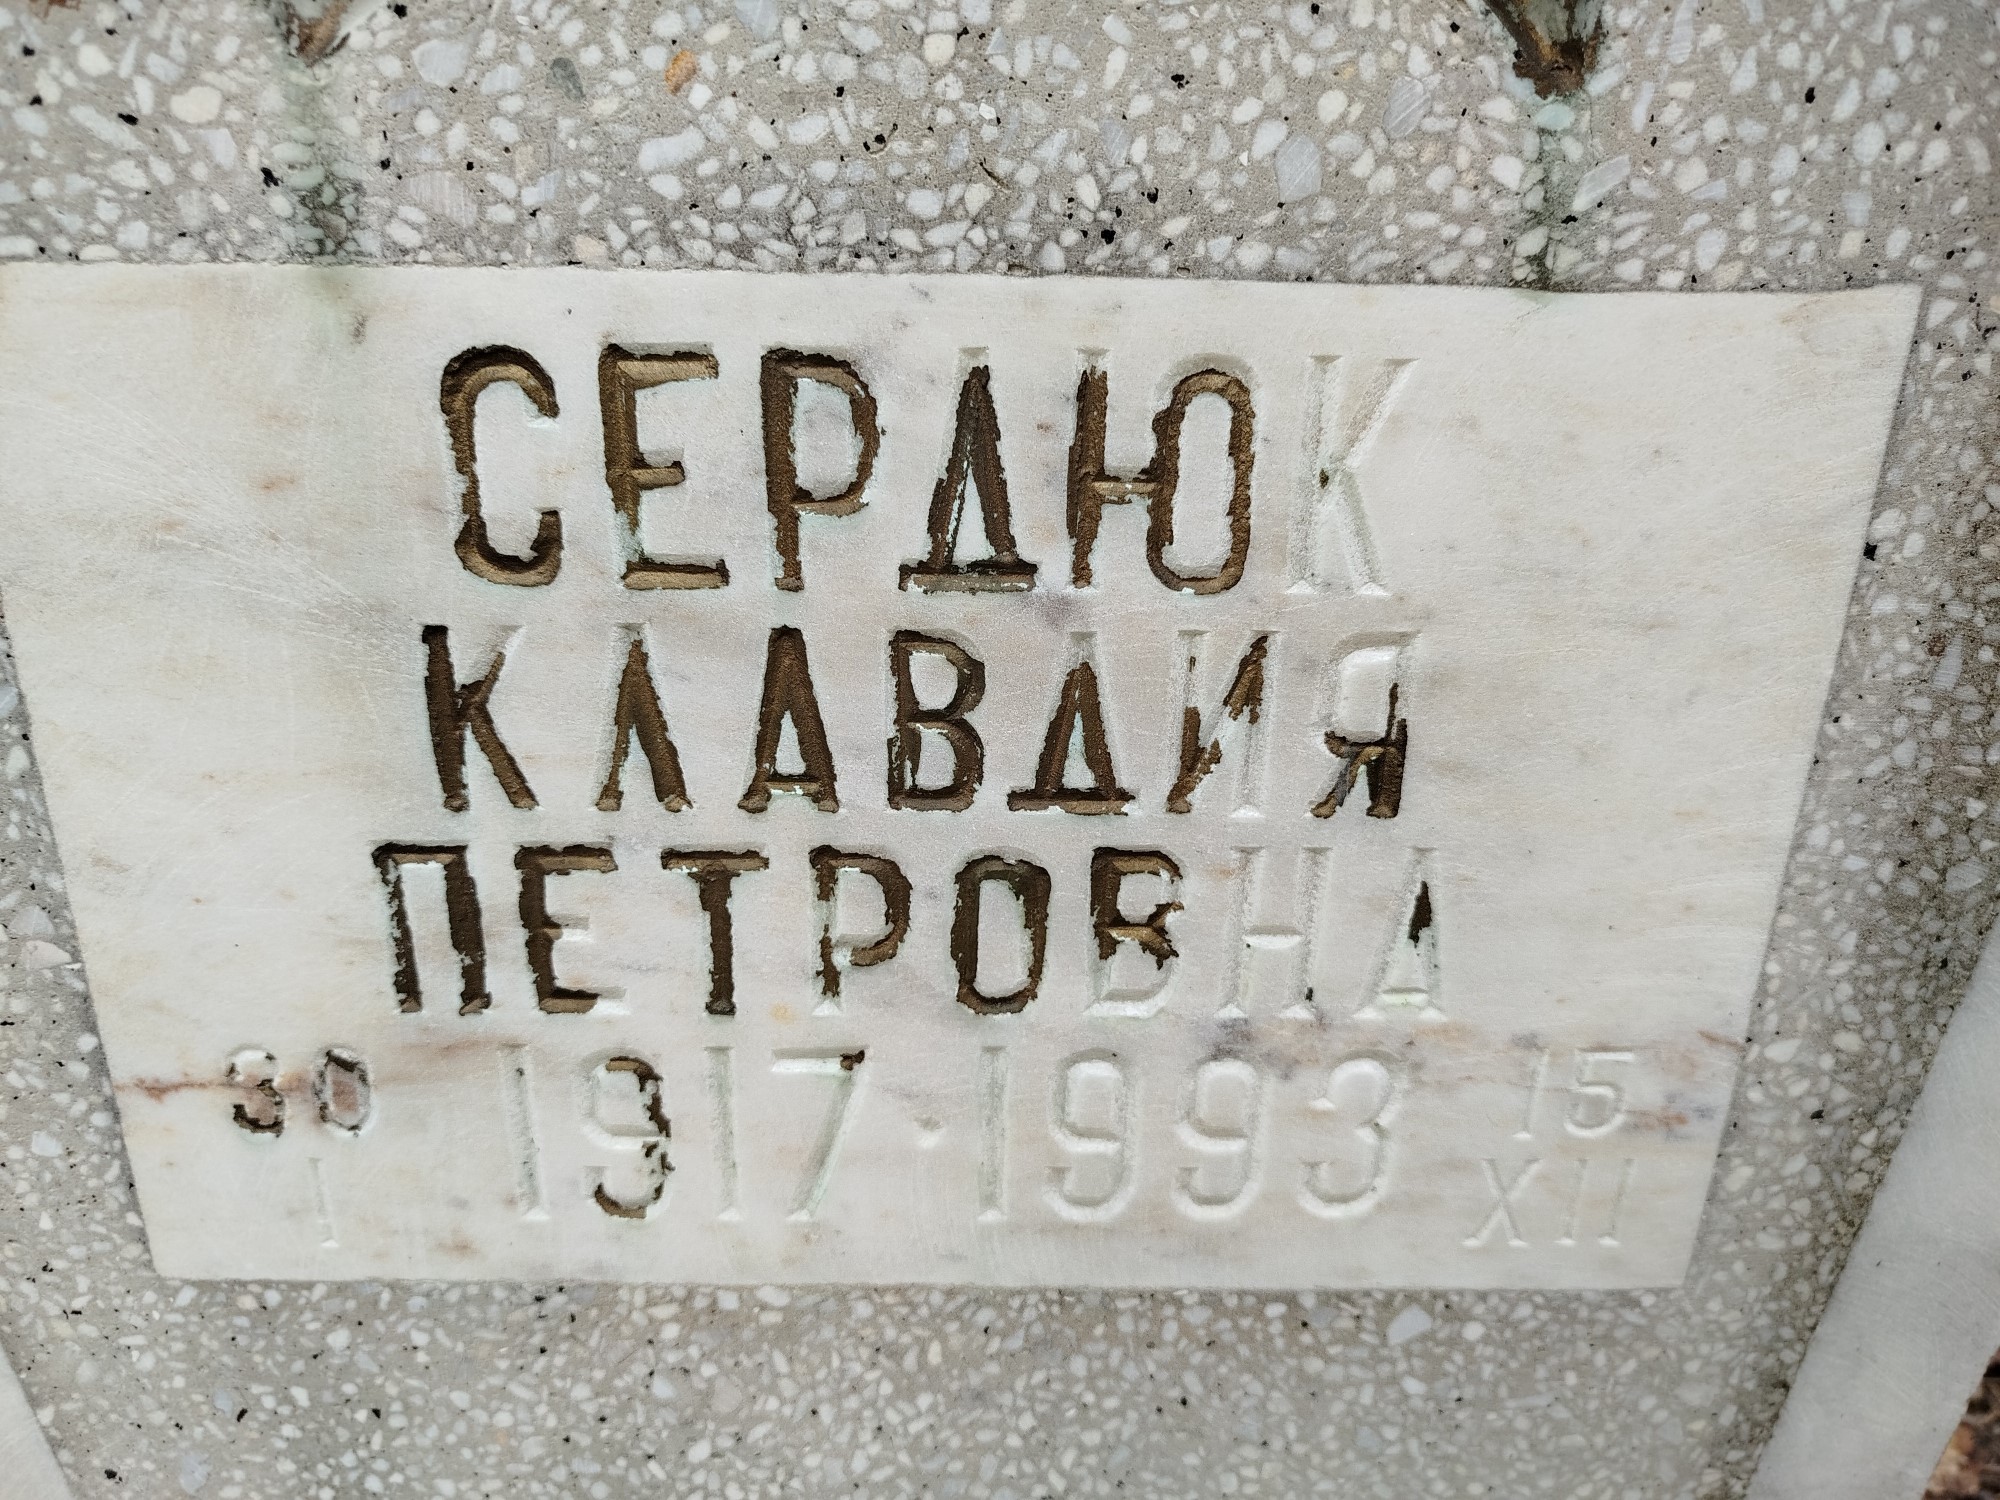 СЕРДЮК
КЛАВДИЯ
ПЕТРОВНА
30 1917·1993 15
I XII